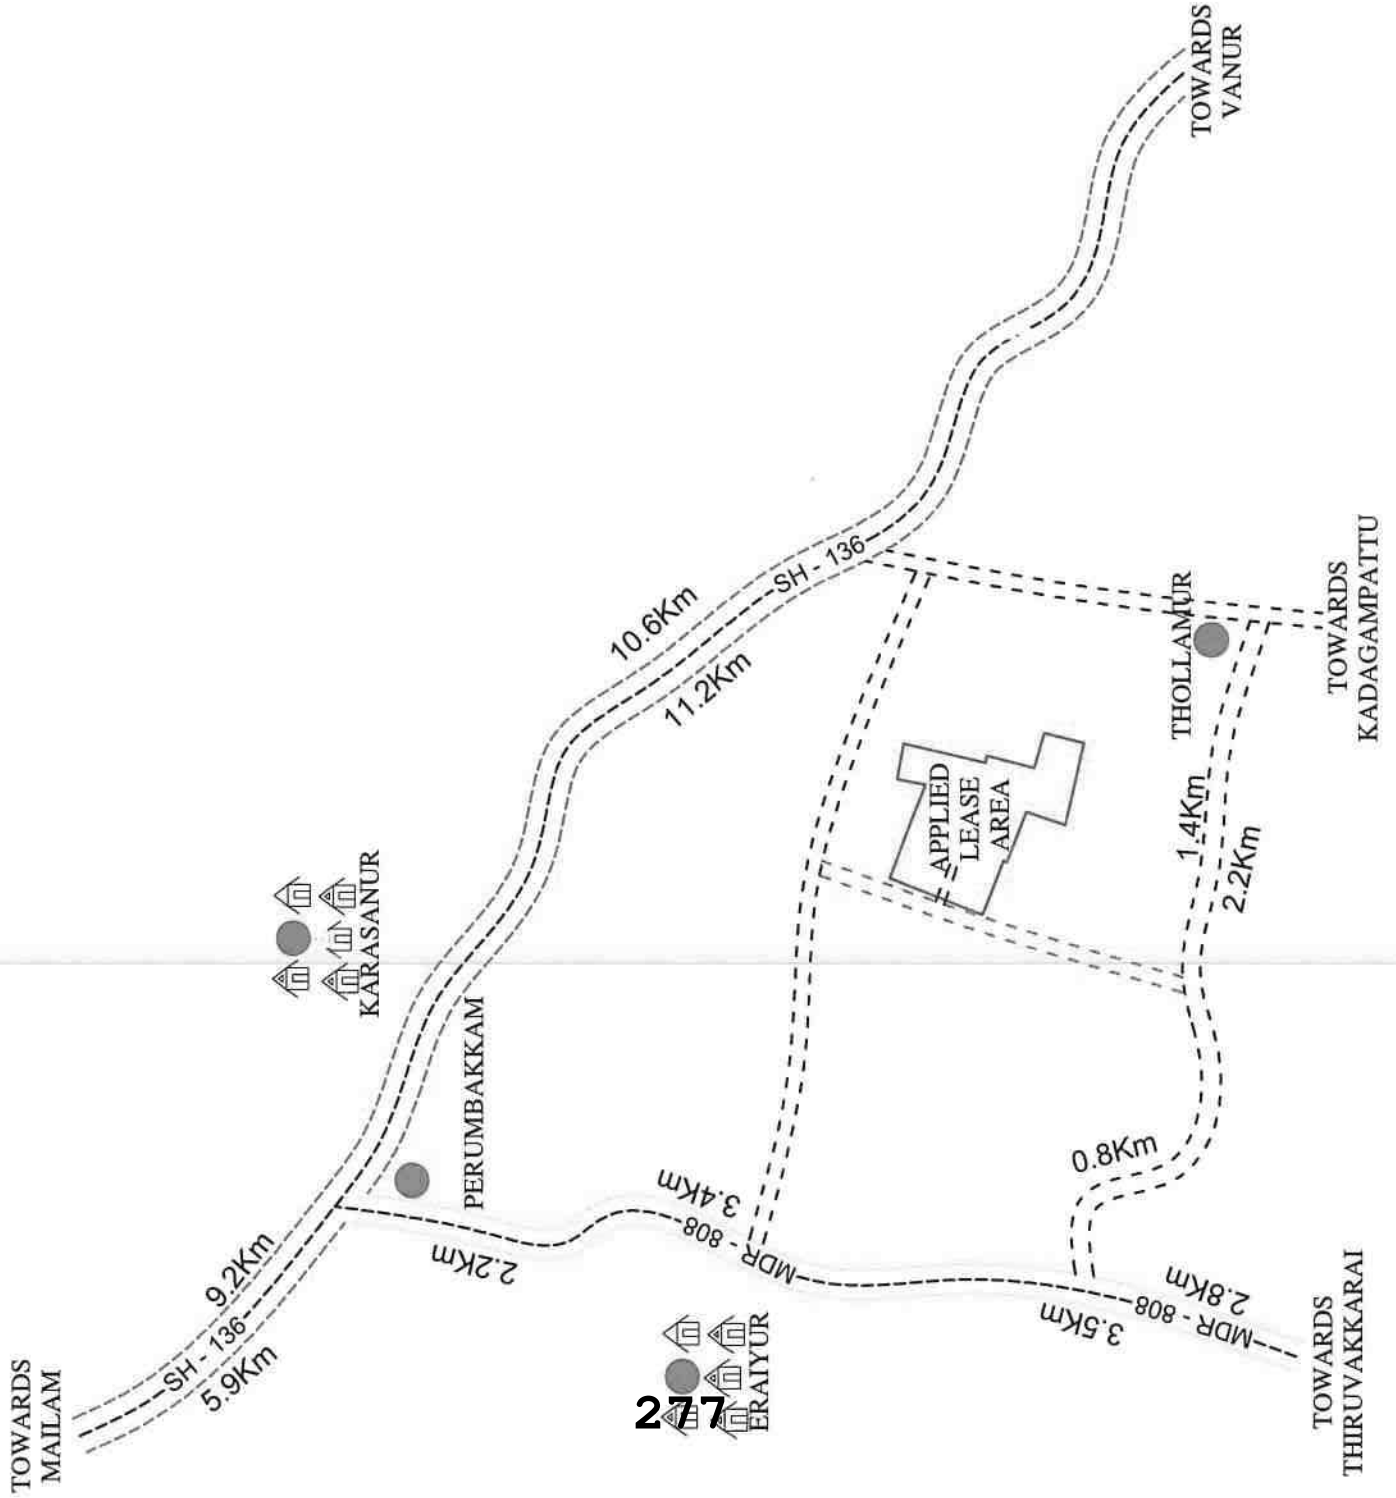 TOWARDS
VANUR
SH - 136
10.6Km
11.2Km
THOLLAMUR
TOWARDS
KADAGAMPATTU
APPLIED
LEASE
AREA
1.4Km
2.2Km
KARASANUR
PERUMBAKKAM
0.8Km
3.4Km
MDR - 808
2.2Km
9.2Km
SH - 136
5.9Km
TOWARDS
MAILAM
ERAIYUR
277
3.5Km
MDR - 808
2.8Km
TOWARDS
THIRUVAKKARAI